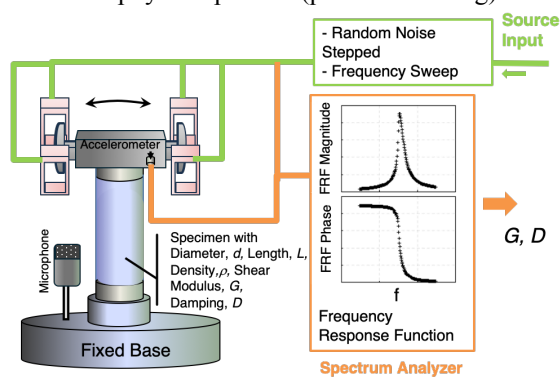 - Random Noise
Stepped
- Frequency Sweep
Source
Input
Accelerometer
FRF Magnitude
FRF Phase
f
G, D
Microphone
Specimen with
Diameter, d, Length, L,
Density,ρ, Shear
Modulus, G,
Damping, D
Frequency
Response Function
Fixed Base
Spectrum Analyzer